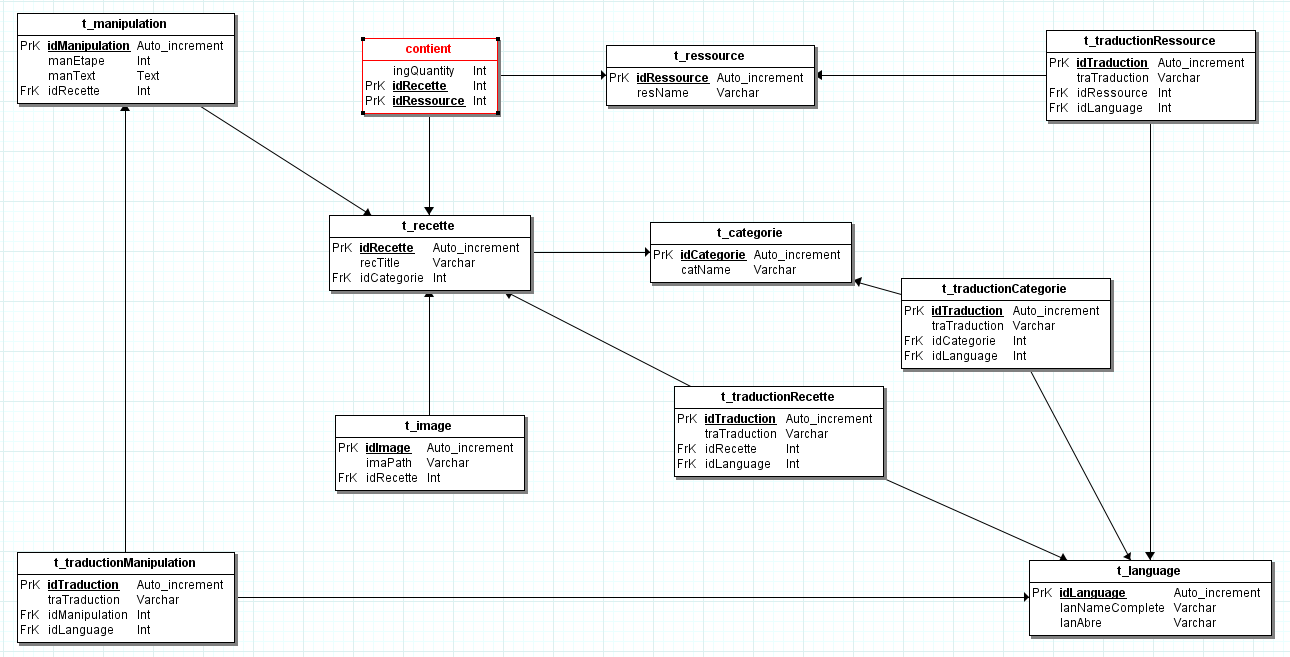 t_manipulation
PrK idManipulation Auto_increment
manEtape Int
manText Text
FrK idRecette Int
contient
ingQuantity Int
PrK idRecette Int
PrK idRessource Int
t_ressource
PrK idRessource Auto_increment
resName Varchar
t_traductionRessource
PrK idTraduction Auto_increment
traTraduction Varchar
FrK idRessource Int
FrK idLanguage Int
t_recette
PrK idRecette Auto_increment
recTitle Varchar
FrK idCategorie Int
t_categorie
PrK idCategorie Auto_increment
catName Varchar
t_traductionCategorie
PrK idTraduction Auto_increment
traTraduction Varchar
FrK idCategorie Int
FrK idLanguage Int
t_image
PrK idImage Auto_increment
imaPath Varchar
FrK idRecette Int
t_traductionRecette
PrK idTraduction Auto_increment
traTraduction Varchar
FrK idRecette Int
FrK idLanguage Int
t_traductionManipulation
PrK idTraduction Auto_increment
traTraduction Varchar
FrK idManipulation Int
FrK idLanguage Int
t_language
PrK idLanguage Auto_increment
lanNameComplete Varchar
lanAbre Varchar